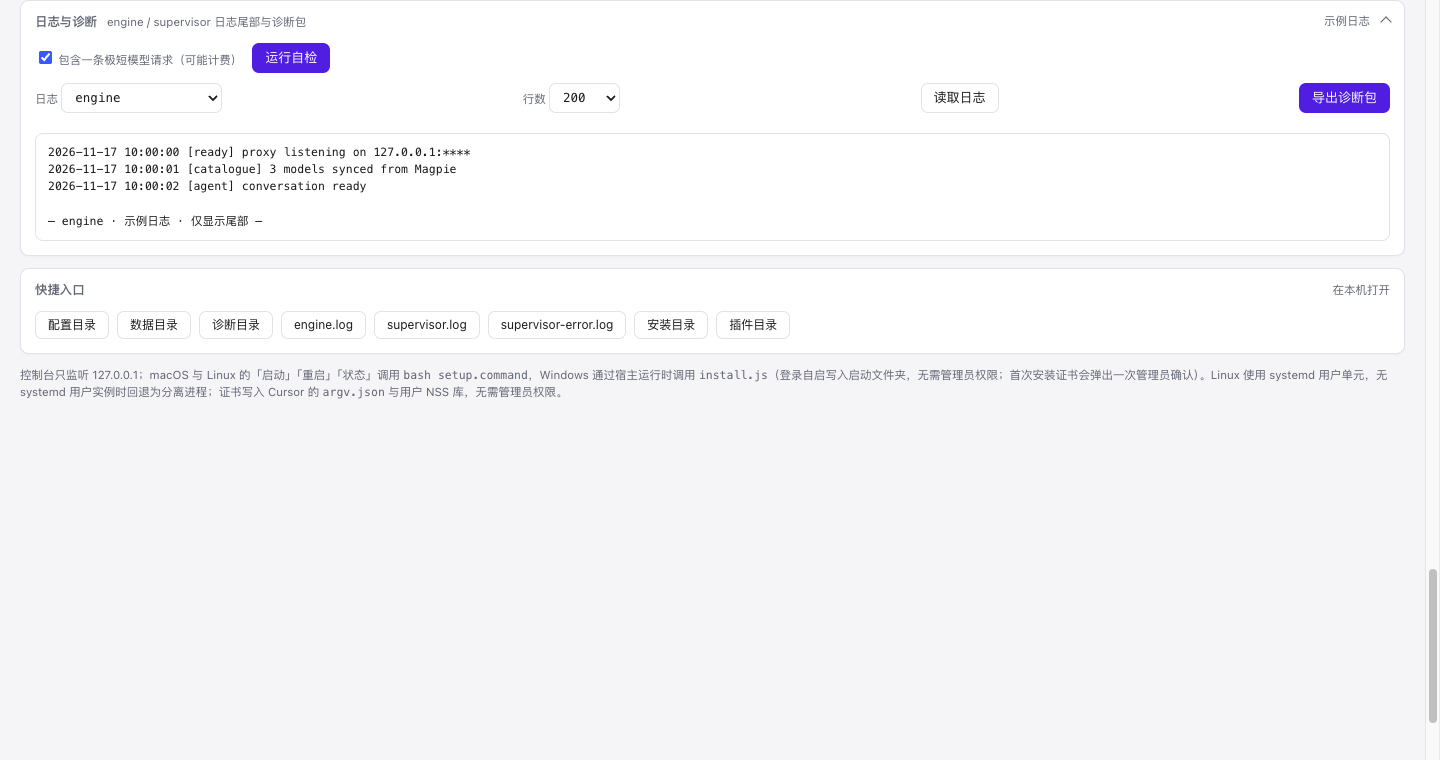 日志与诊断 engine / supervisor 日志尾部与诊断包 示例日志
包含一条极短模型请求（可能计费） 运行自检
日志 engine 行数 200 读取日志 导出诊断包
2026-11-17 10:00:00 [ready] proxy listening on 127.0.0.1:****
2026-11-17 10:00:01 [catalogue] 3 models synced from Magpie
2026-11-17 10:00:02 [agent] conversation ready
— engine · 示例日志 · 仅显示尾部 —
快捷入口 在本机打开
配置目录 数据目录 诊断目录 engine.log supervisor.log supervisor-error.log 安装目录 插件目录
控制台只监听 127.0.0.1；macOS 与 Linux 的「启动」「重启」「状态」调用 bash setup.command，Windows 通过宿主运行时调用 install.js（登录自启写入启动文件夹，无需管理员权限；首次安装证书会弹出一次管理员确认）。Linux 使用 systemd 用户单元，无
systemd 用户实例时回退为分离进程；证书写入 Cursor 的 argv.json 与用户 NSS 库，无需管理员权限。